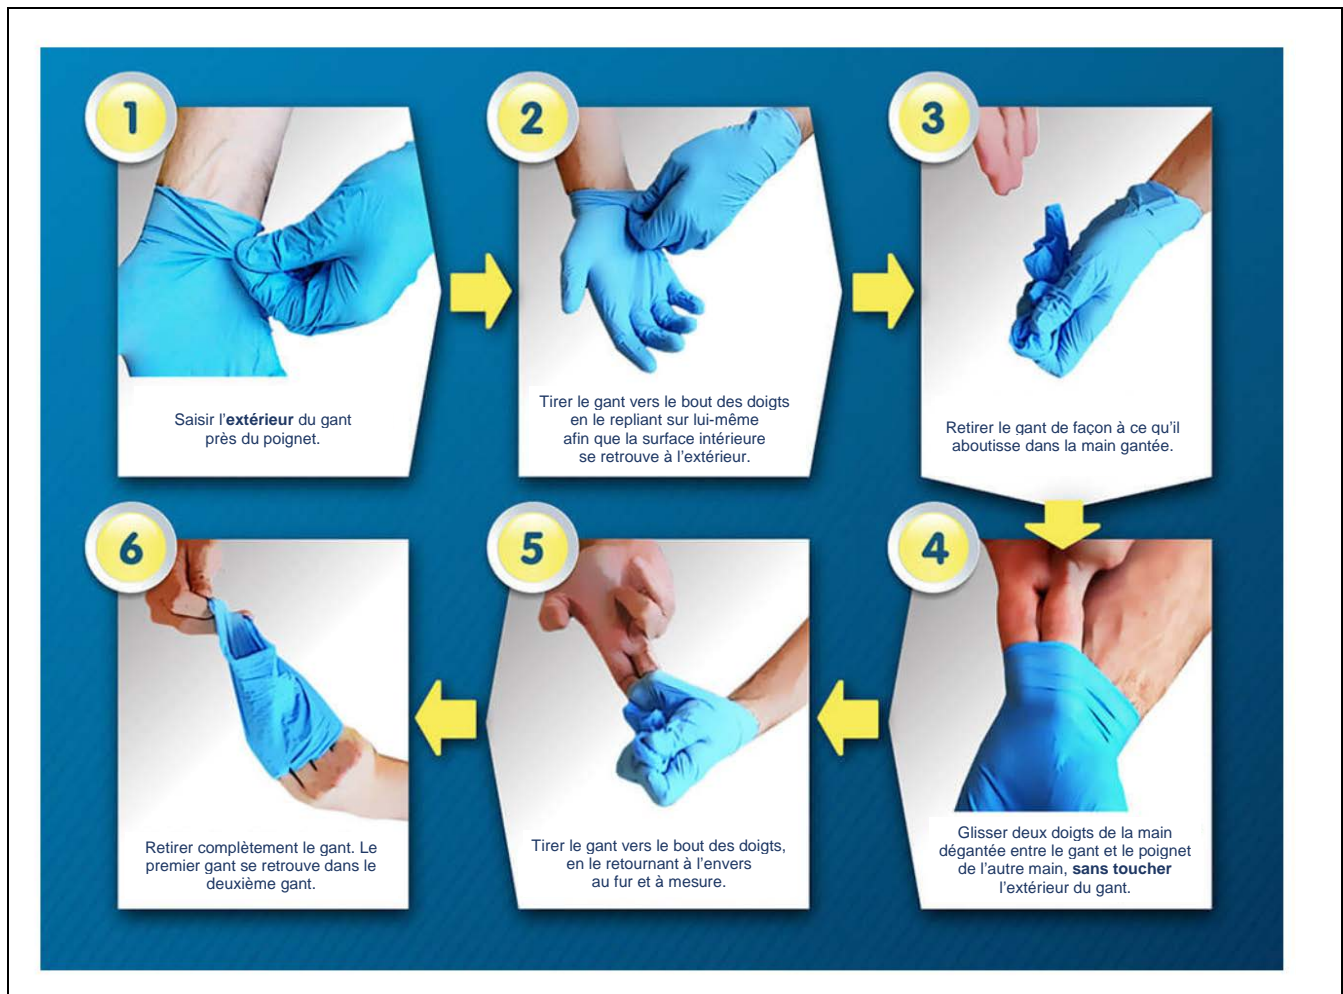 1
Saisir l’extérieur du gant
près du poignet.
2
Tirer le gant vers le bout des doigts
en le repliant sur lui-même
afin que la surface intérieure
se retrouve à l’extérieur.
3
Retirer le gant de façon à ce qu’il
aboutisse dans la main gantée.
4
Glisser deux doigts de la main
dégantée entre le gant et le poignet
de l’autre main, sans toucher
l’extérieur du gant.
5
Tirer le gant vers le bout des doigts,
en le retournant à l’envers
au fur et à mesure.
6
Retirer complètement le gant. Le
premier gant se retrouve dans le
deuxième gant.